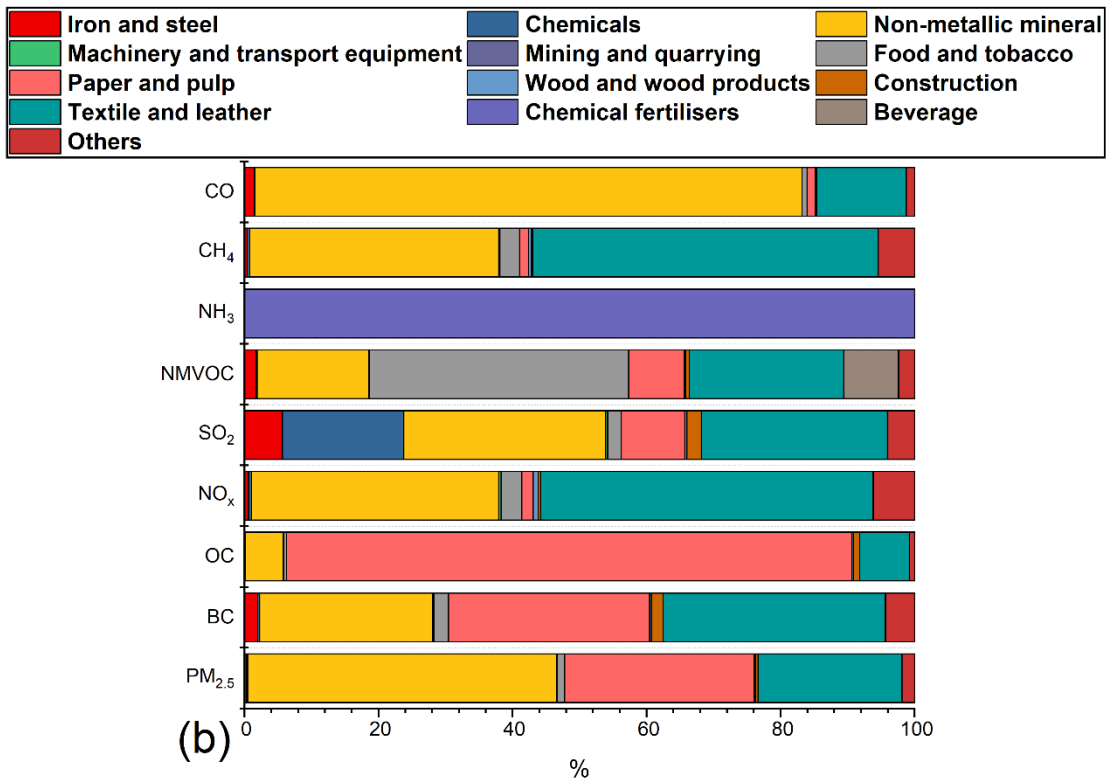 Iron and steel Chemicals Non-metallic mineral
Machinery and transport equipment Mining and quarrying Food and tobacco
Paper and pulp Wood and wood products Construction
Textile and leather Chemical fertilisers Beverage
Others
CO
CH4
NH3
NMVOC
SO2
NOx
OC
BC
PM2.5
0 20 40 60 80 100
(b)
%